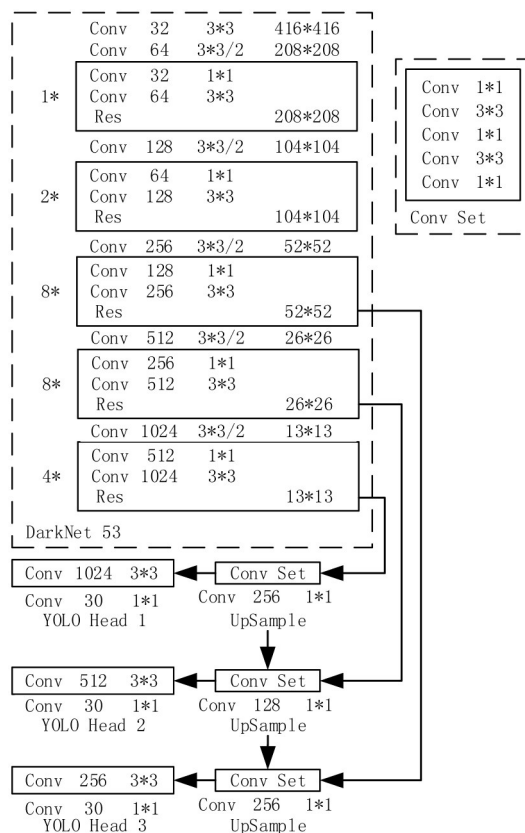 Conv 32 3*3 416*416
Conv 64 3*3/2 208*208
1*
Conv 32 1*1
Conv 64 3*3
Res 208*208
Conv 128 3*3/2 104*104
2*
Conv 64 1*1
Conv 128 3*3
Res 104*104
Conv 256 3*3/2 52*52
8*
Conv 128 1*1
Conv 256 3*3
Res 52*52
Conv 512 3*3/2 26*26
8*
Conv 256 1*1
Conv 512 3*3
Res 26*26
Conv 1024 3*3/2 13*13
4*
Conv 512 1*1
Conv 1024 3*3
Res 13*13
DarkNet 53
Conv 1*1
Conv 3*3
Conv 1*1
Conv 3*3
Conv 1*1
Conv Set
Conv 1024 3*3
Conv 30 1*1
YOLO Head 1
Conv Set
Conv 256 1*1
UpSample
Conv 512 3*3
Conv 30 1*1
YOLO Head 2
Conv Set
Conv 128 1*1
UpSample
Conv 256 3*3
Conv 30 1*1
YOLO Head 3
Conv Set
Conv 256 1*1
UpSample